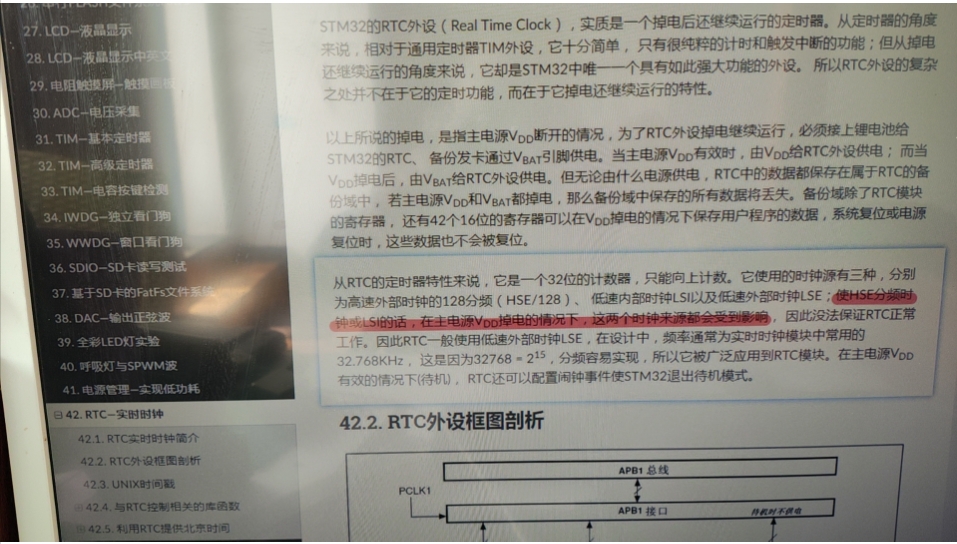 27. LCD—液晶显示
28. LCD—液晶显示中英文
29. 电阻触摸屏—触摸画板
30. ADC—电压采集
31. TIM—基本定时器
32. TIM—高级定时器
33. TIM—电容按键检测
34. IWDG—独立看门狗
35. WWDG—窗口看门狗
36. SDIO—SD卡读写测试
37. 基于SD卡的FatFs文件系统
38. DAC—输出正弦波
39. 全彩LED灯实验
40. 呼吸灯与SPWM波
41. 电源管理—实现低功耗
42. RTC—实时时钟
42.1. RTC实时时钟简介
42.2. RTC外设框图剖析
42.3. UNIX时间戳
42.4. 与RTC控制相关的库函数
42.5. 利用RTC提供北京时间
STM32的RTC外设（Real Time Clock），实质是一个掉电后还继续运行的定时器。从定时器的角度
来说，相对于通用定时器TIM外设，它十分简单，只有很纯粹的计时和触发中断的功能；但从掉电
还继续运行的角度来说，它却是STM32中唯一一个具有如此强大功能的外设。 所以RTC外设的复杂
之处并不在于它的定时功能，而在于它掉电还继续运行的特性。
以上所说的掉电，是指主电源VDD断开的情况，为了RTC外设掉电继续运行，必须接上锂电池给
STM32的RTC、 备份发卡通过VBAT引脚供电。当主电源VDD有效时，由VDD给RTC外设供电； 而当
VDD掉电后，由VBAT给RTC外设供电。但无论由什么电源供电，RTC中的数据都保存在属于RTC的备
份域中， 若主电源VDD和VBAT都掉电，那么备份域中保存的所有数据将丢失。备份域除了RTC模块
的寄存器， 还有42个16位的寄存器可以在VDD掉电的情况下保存用户程序的数据，系统复位或电源
复位时，这些数据也不会被复位。
从RTC的定时器特性来说，它是一个32位的计数器，只能向上计数。它使用的时钟源有三种，分别
为高速外部时钟的128分频（HSE/128）、 低速内部时钟LSI以及低速外部时钟LSE；使HSE分频时
钟或LSI的话，在主电源VDD掉电的情况下，这两个时钟来源都会受到影响， 因此没法保证RTC正常
工作。因此RTC一般使用低速外部时钟LSE，在设计中，频率通常为实时时钟模块中常用的
32.768KHz， 这是因为32768 = 2¹⁵，分频容易实现，所以它被广泛应用到RTC模块。在主电源VDD
有效的情况下(待机)， RTC还可以配置闹钟事件使STM32退出待机模式。
42.2. RTC外设框图剖析
APB1 总线
PCLK1
APB1 接口
待机时不供电